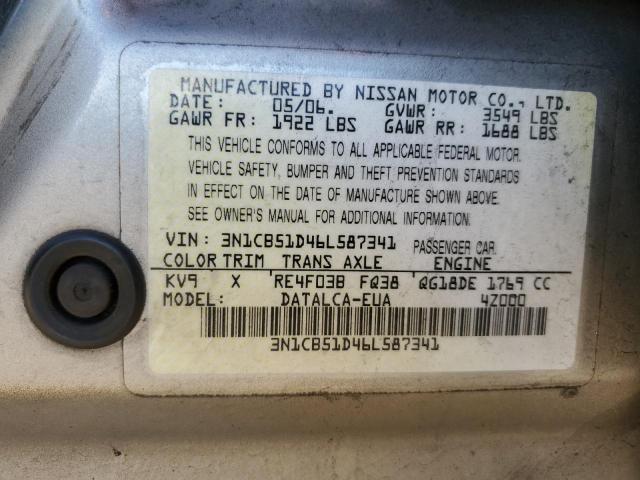 MANUFACTURED BY NISSAN MOTOR CO., LTD.
DATE: 05/06. GVWR: 3549 LBS
GAWR FR: 1922 LBS GAWR RR: 1688 LBS
THIS VEHICLE CONFORMS TO ALL APPLICABLE FEDERAL MOTOR
VEHICLE SAFETY, BUMPER AND THEFT PREVENTION STANDARDS
IN EFFECT ON THE DATE OF MANUFACTURE SHOWN ABOVE.
SEE OWNER'S MANUAL FOR ADDITIONAL INFORMATION.
VIN: 3N1CB51D46L587341 PASSENGER CAR
COLOR TRIM TRANS AXLE ENGINE
KV9 X RE4F03B FQ38 QG18DE 1769 CC
MODEL: DATALCA-EUA 4Z000
3N1CB51D46L587341